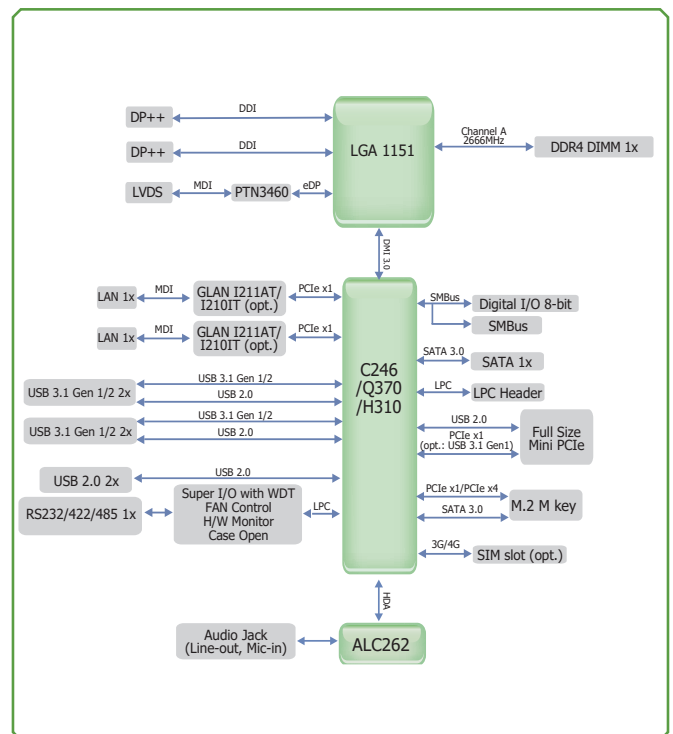 DP++
DDI
DP++
DDI
LGA 1151
Channel A
2666MHz
DDR4 DIMM 1x
LVDS
MDI
PTN3460
eDP
DMI 3.0
LAN 1x
MDI
GLAN I211AT/
I210IT (opt.)
PCIe x1
LAN 1x
MDI
GLAN I211AT/
I210IT (opt.)
PCIe x1
C246
/Q370
/H310
SMBus
Digital I/O 8-bit
SMBus
SATA 3.0
SATA 1x
LPC
LPC Header
USB 3.1 Gen 1/2 2x
USB 3.1 Gen 1/2
USB 2.0
USB 3.1 Gen 1/2 2x
USB 3.1 Gen 1/2
USB 2.0
USB 2.0
PCIe x1
(opt.: USB 3.1 Gen1)
Full Size
Mini PCIe
USB 2.0 2x
USB 2.0
RS232/422/485 1x
Super I/O with WDT
FAN Control
H/W Monitor
Case Open
LPC
PCIe x1/PCIe x4
SATA 3.0
M.2 M key
3G/4G
SIM slot (opt.)
HDA
Audio Jack
(Line-out, Mic-in)
ALC262